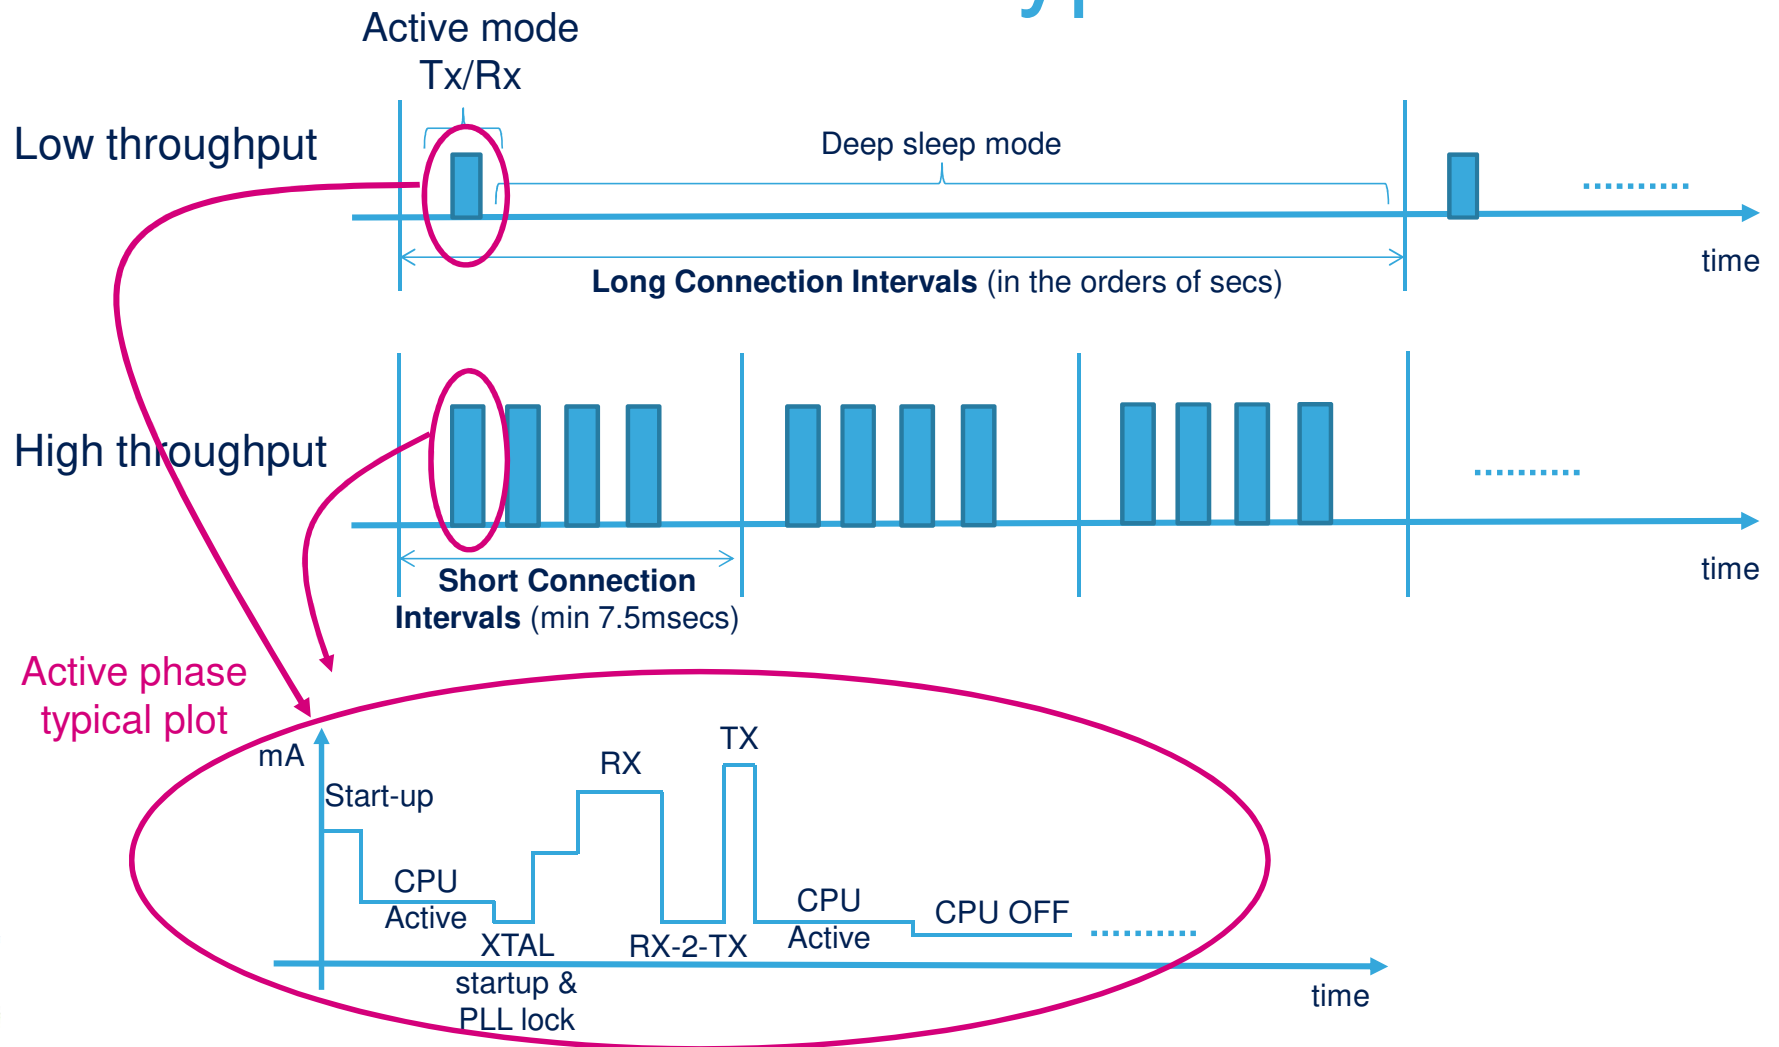 Active mode
Tx/Rx
Low throughput
Deep sleep mode
time
Long Connection Intervals (in the orders of secs)
High throughput
time
Short Connection
Intervals (min 7.5msecs)
Active phase
typical plot
mA
TX
RX
Start-up
CPU
Active
XTAL
startup &
PLL lock
RX-2-TX
CPU
Active
CPU OFF
time